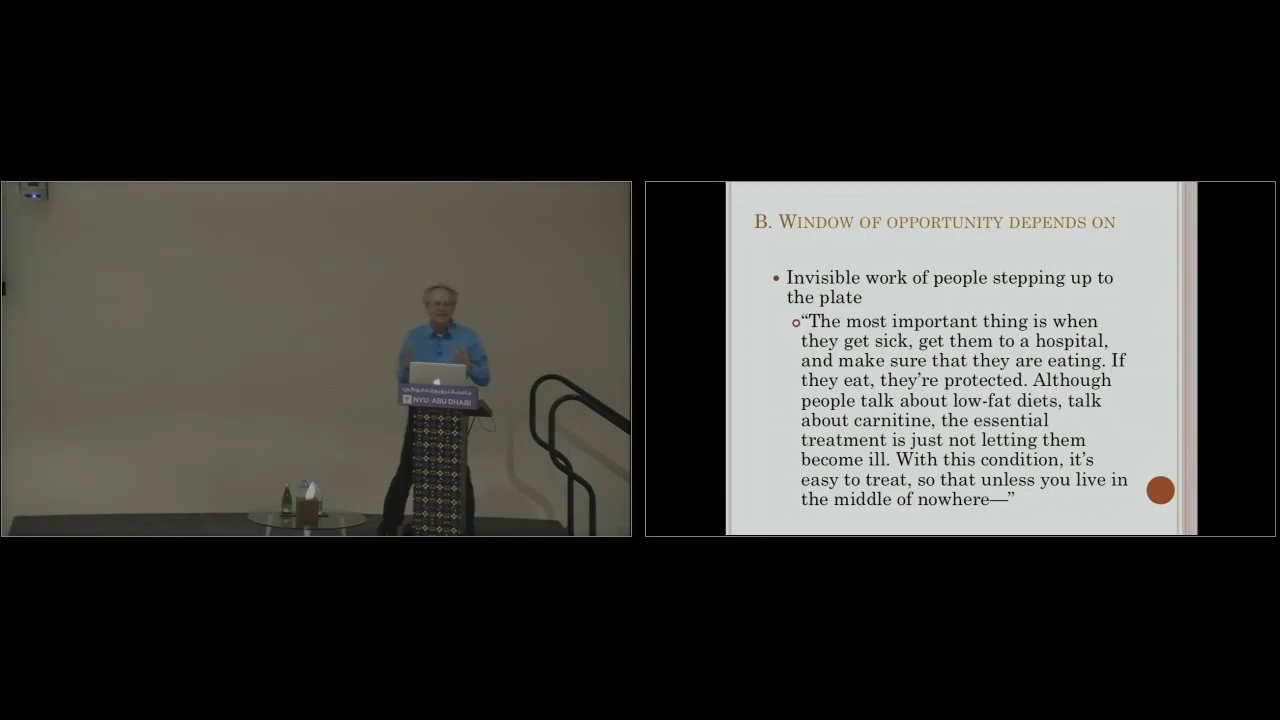 جامعة نيويورك أبوظبي
NYU ABU DHABI
B. WINDOW OF OPPORTUNITY DEPENDS ON
• Invisible work of people stepping up to
the plate
“The most important thing is when
they get sick, get them to a hospital,
and make sure that they are eating. If
they eat, they’re protected. Although
people talk about low-fat diets, talk
about carnitine, the essential
treatment is just not letting them
become ill. With this condition, it’s
easy to treat, so that unless you live in
the middle of nowhere—”